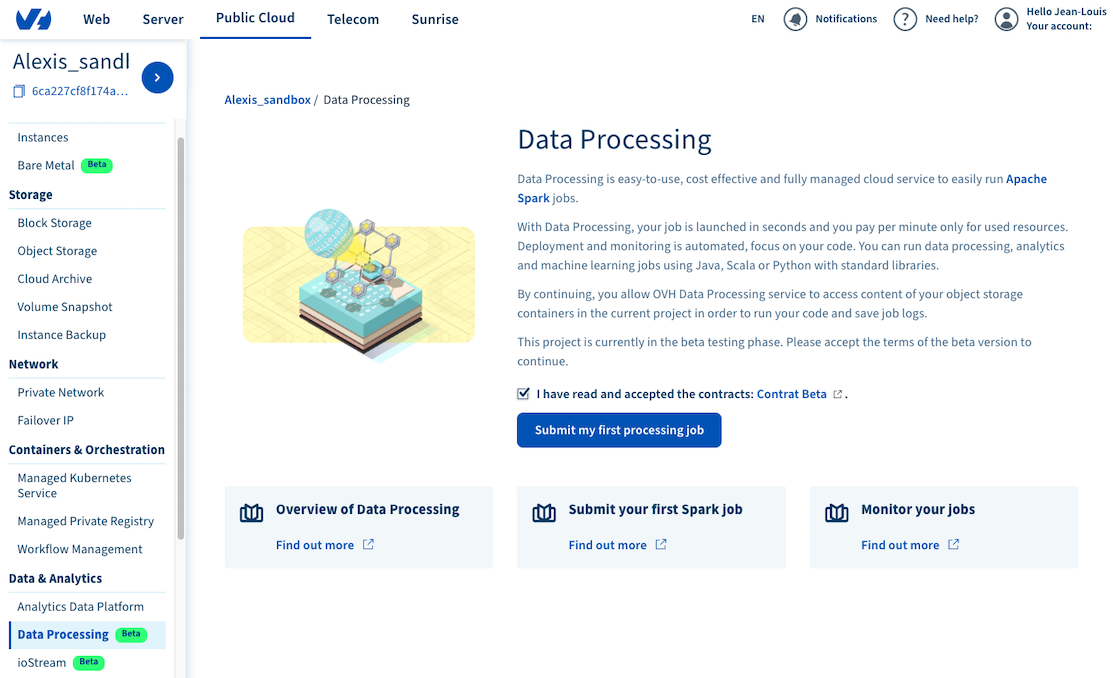 Web Server Public Cloud Telecom Sunrise EN Notifications Need help? Hello Jean-Louis
Your account:
Alexis_sandl
6ca227cf8f174a...
Instances
Bare Metal Beta
Storage
Block Storage
Object Storage
Cloud Archive
Volume Snapshot
Instance Backup
Network
Private Network
Failover IP
Containers & Orchestration
Managed Kubernetes
Service
Managed Private Registry
Workflow Management
Data & Analytics
Analytics Data Platform
Data Processing Beta
ioStream Beta
Alexis_sandbox / Data Processing
Data Processing
Data Processing is easy-to-use, cost effective and fully managed cloud service to easily run Apache
Spark jobs.
With Data Processing, your job is launched in seconds and you pay per minute only for used resources.
Deployment and monitoring is automated, focus on your code. You can run data processing, analytics
and machine learning jobs using Java, Scala or Python with standard libraries.
By continuing, you allow OVH Data Processing service to access content of your object storage
containers in the current project in order to run your code and save job logs.
This project is currently in the beta testing phase. Please accept the terms of the beta version to
continue.
I have read and accepted the contracts: Contrat Beta .
Submit my first processing job
Overview of Data Processing
Find out more
Submit your first Spark job
Find out more
Monitor your jobs
Find out more